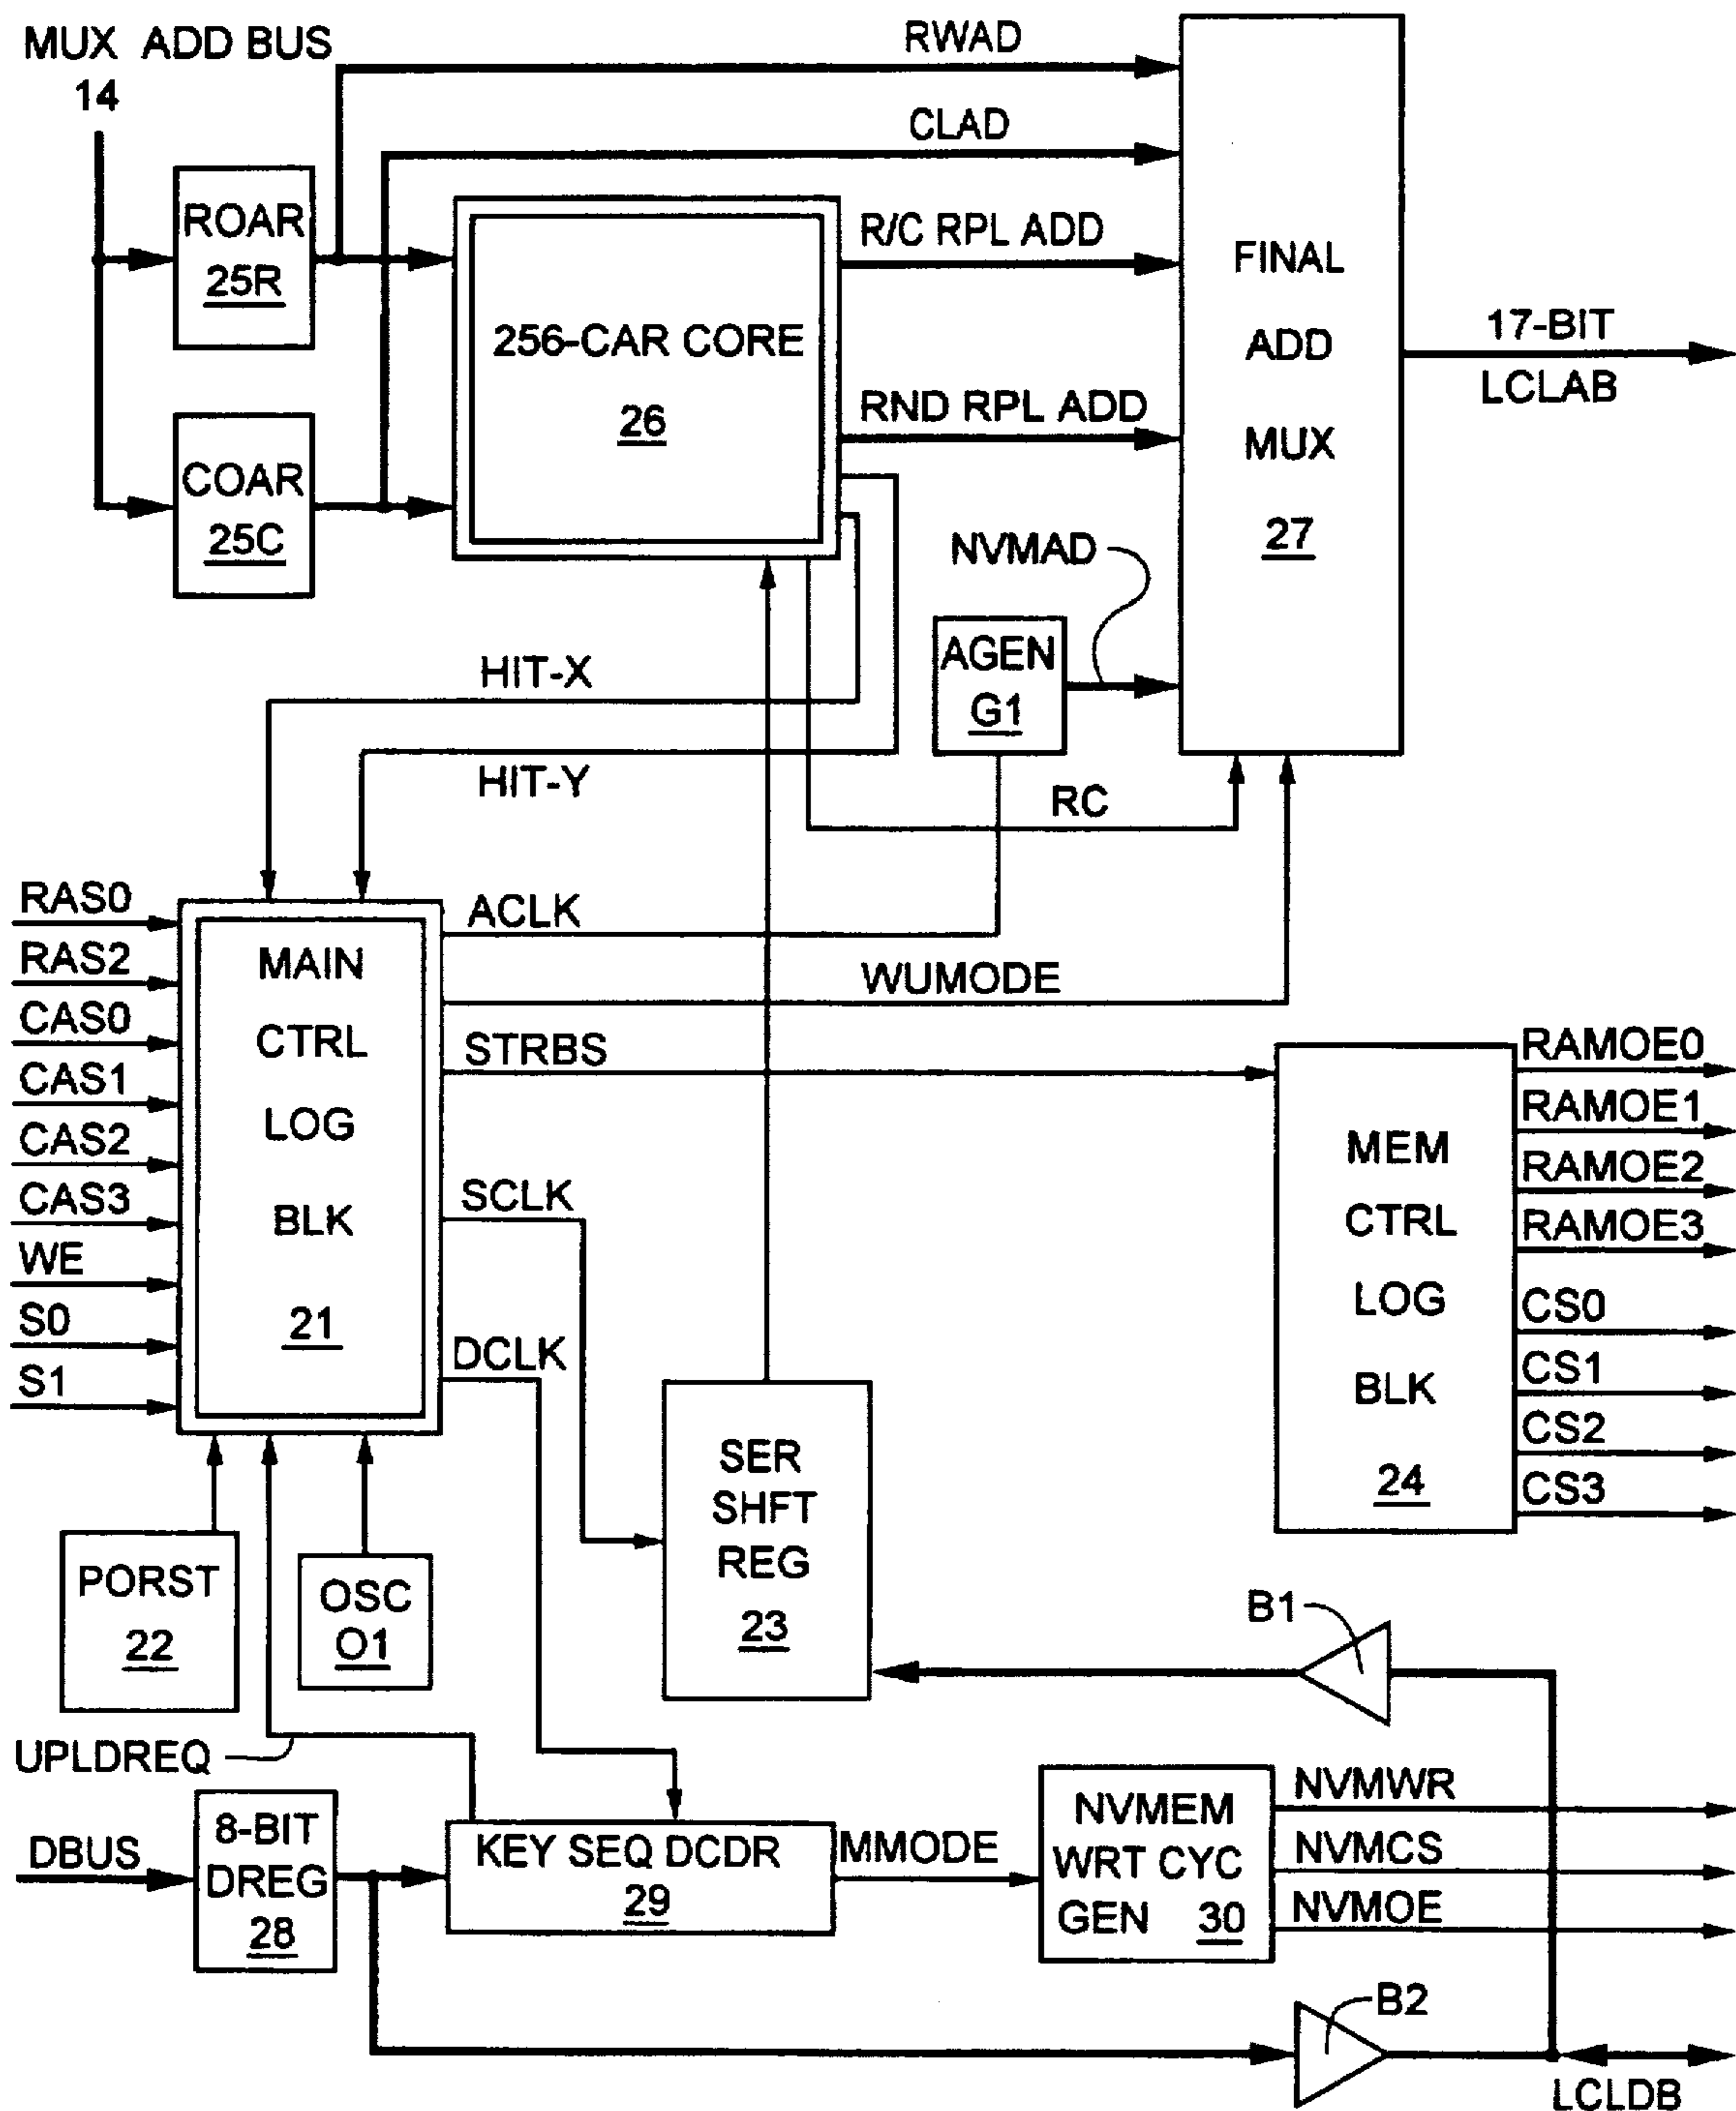 MUX ADD BUS
14
RWAD
CLAD
ROAR
25R
COAR
25C
256-CAR CORE
26
R/C RPL ADD
RND RPL ADD
FINAL
ADD
MUX
27
17-BIT
LCLAB
NVMAD
AGEN
G1
HIT-X
HIT-Y
RC
RAS0
RAS2
CAS0
CAS1
CAS2
CAS3
WE
S0
S1
MAIN
CTRL
LOG
BLK
21
ACLK
WUMODE
STRBS
SCLK
DCLK
MEM
CTRL
LOG
BLK
24
RAMOE0
RAMOE1
RAMOE2
RAMOE3
CS0
CS1
CS2
CS3
SER
SHFT
REG
23
PORST
22
OSC
O1
B1
UPLDREQ
DBUS
8-BIT
DREG
28
KEY SEQ DCDR
29
MMODE
NVMEM
WRT CYC
GEN 30
NVMWR
NVMCS
NVMOE
B2
LCLDB